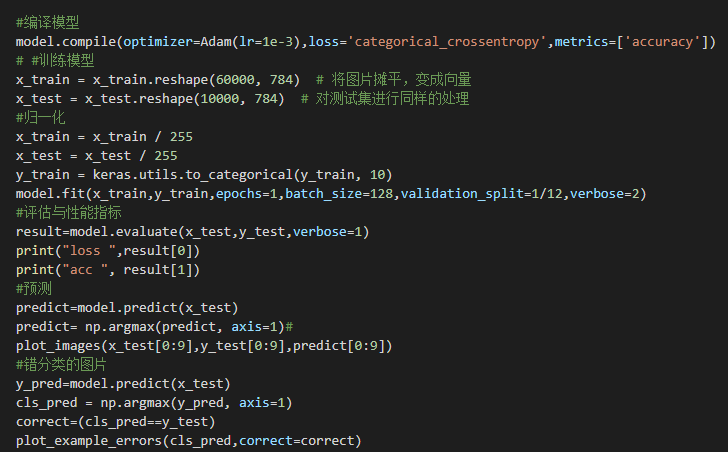 #编译模型
model.compile(optimizer=Adam(lr=1e-3),loss='categorical_crossentropy',metrics=['accuracy'])
# #训练模型
x_train = x_train.reshape(60000, 784)  # 将图片摊平，变成向量
x_test = x_test.reshape(10000, 784)  # 对测试集进行同样的处理
#归一化
x_train = x_train / 255
x_test = x_test / 255
y_train = keras.utils.to_categorical(y_train, 10)
model.fit(x_train,y_train,epochs=1,batch_size=128,validation_split=1/12,verbose=2)
#评估与性能指标
result=model.evaluate(x_test,y_test,verbose=1)
print("loss ",result[0])
print("acc ", result[1])
#预测
predict=model.predict(x_test)
predict= np.argmax(predict, axis=1)#
plot_images(x_test[0:9],y_test[0:9],predict[0:9])
#错分类的图片
y_pred=model.predict(x_test)
cls_pred = np.argmax(y_pred, axis=1)
correct=(cls_pred==y_test)
plot_example_errors(cls_pred,correct=correct)